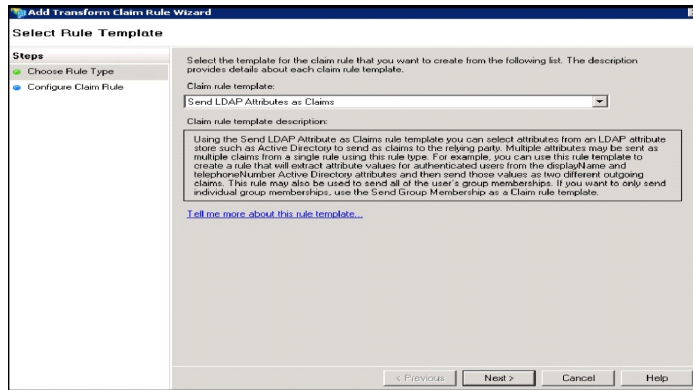 Add Transform Claim Rule Wizard
Select Rule Template
Steps
Choose Rule Type
Configure Claim Rule
Select the template for the claim rule that you want to create from the following list. The description
provides details about each claim rule template.
Claim rule template:
Send LDAP Attributes as Claims
Claim rule template description:
Using the Send LDAP Attribute as Claims rule template you can select attributes from an LDAP attribute
store such as Active Directory to send as claims to the relying party. Multiple attributes may be sent as
multiple claims from a single rule using this rule type. For example, you can use this rule template to
create a rule that will extract attribute values for authenticated users from the displayName and
telephoneNumber Active Directory attributes and then send those values as two different outgoing
claims. This rule may also be used to send all of the user's group memberships. If you want to only send
individual group memberships, use the Send Group Membership as a Claim rule template.
Tell me more about this rule template...
< Previous
Next >
Cancel
Help